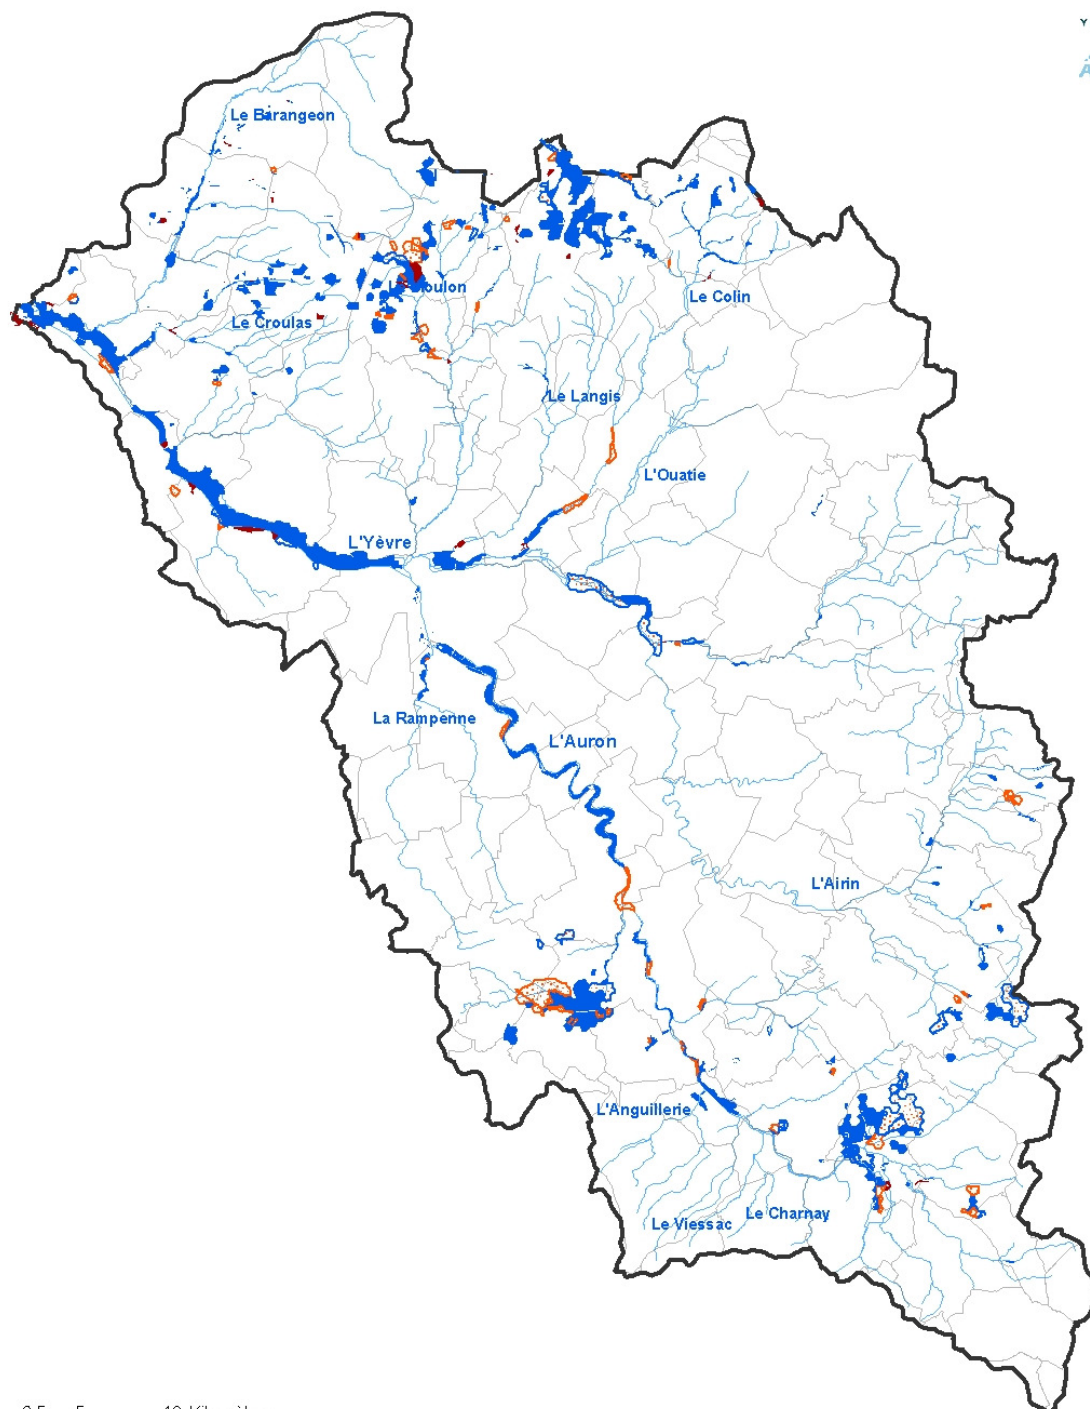 Le Barangeon
Le Colin
Le Croulas
Le Langis
L'Ouatie
L'Yèvre
La Rampenne
L'Auron
L'Airin
L'Anguillerie
Le Charnay
Le Viessac